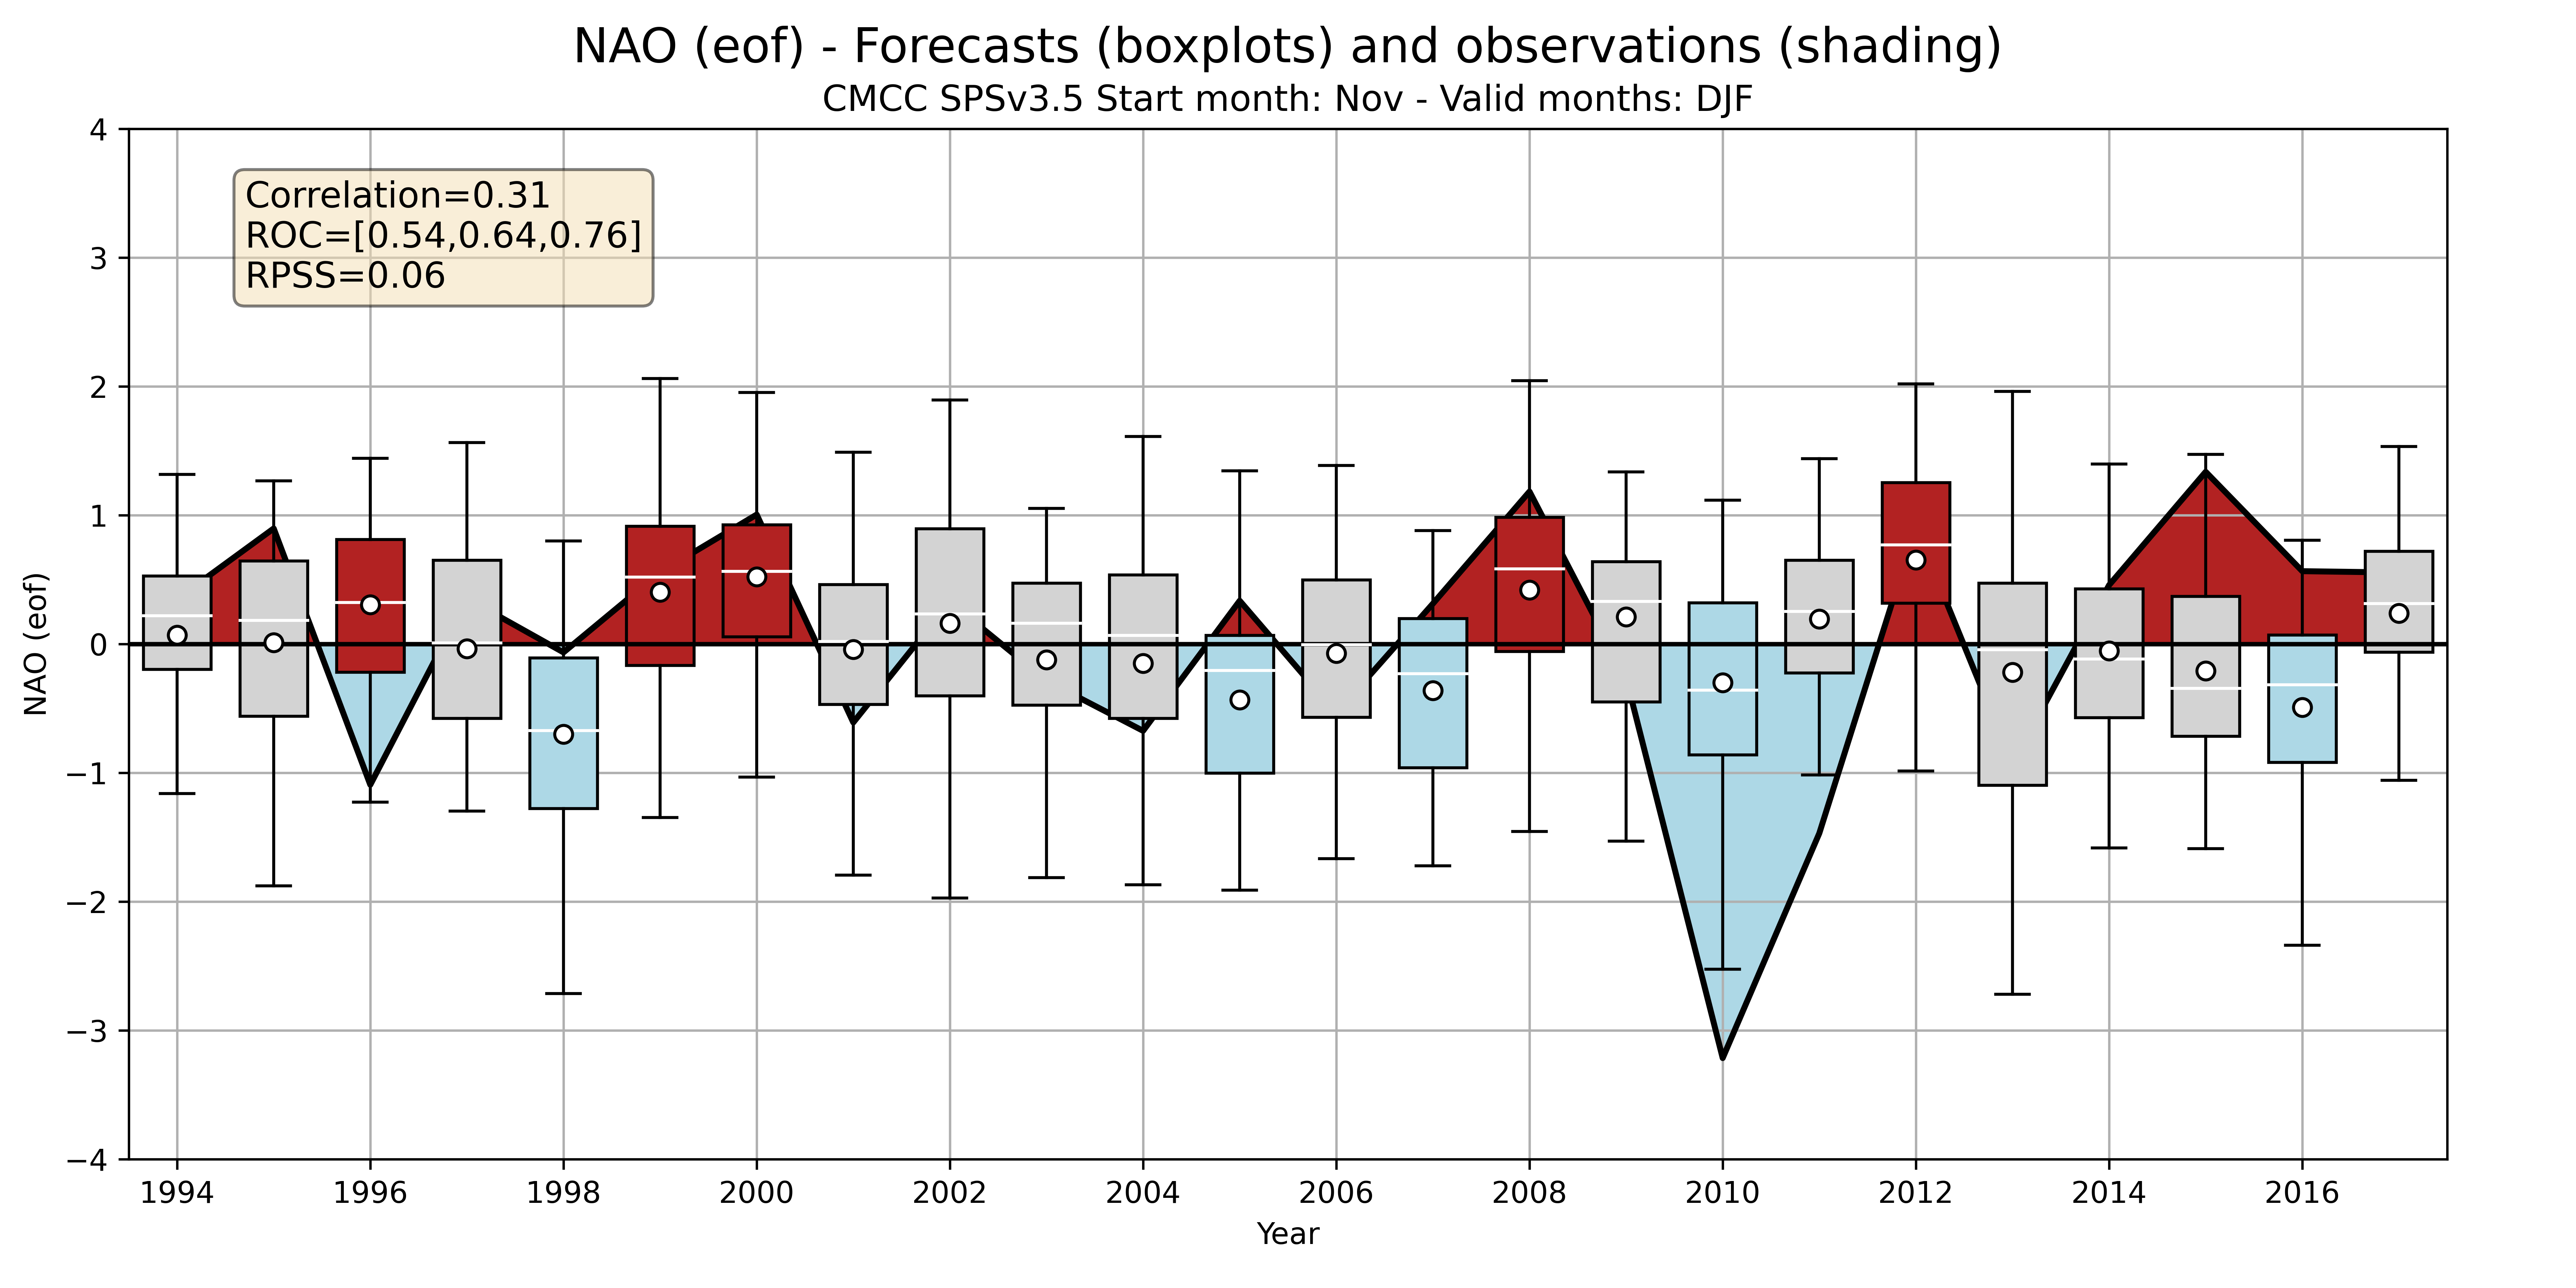 NAO (eof) - Forecasts (boxplots) and observations (shading)
CMCC SPSv3.5 Start month: Nov - Valid months: DJF
Correlation=0.31
ROC=[0.54,0.64,0.76]
RPSS=0.06
NAO (eof)
4
3
2
1
0
−1
−2
−3
−4
1994 1996 1998 2000 2002 2004 2006 2008 2010 2012 2014 2016
Year